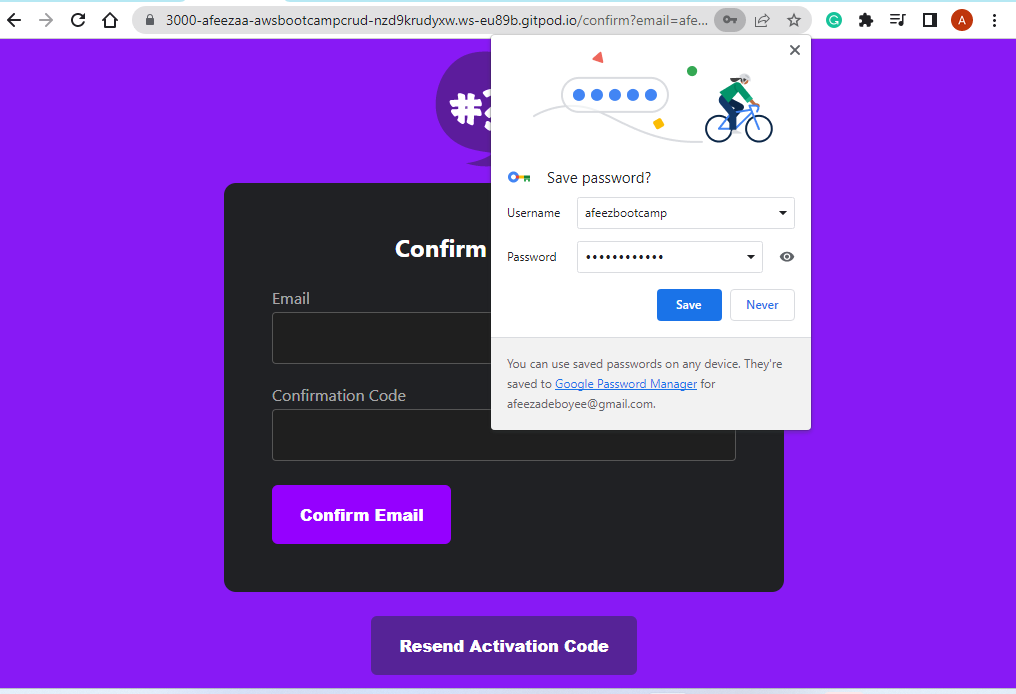 3000-afeezaa-awsbootcampcrud-nzd9krudyxw.ws-eu89b.gitpod.io/confirm?email=afe...
A
#
Save password?
Username afeezbootcamp
Password ••••••••••••
Save Never
You can use saved passwords on any device. They're
saved to Google Password Manager for
afeezadeboyee@gmail.com.
Confirm
Email
Confirmation Code
Confirm Email
Resend Activation Code